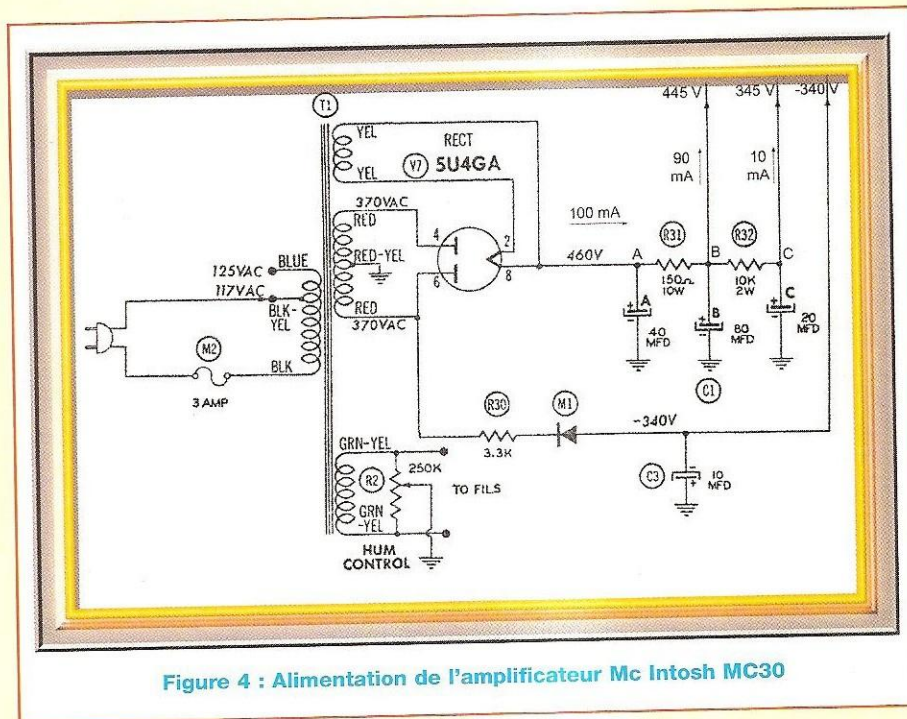 445 V 345 V -340V
T1
YEL
RECT
YEL
V7 5U4GA
90 mA
10 mA
370VAC
RED
100 mA
R31
R32
4
2
RED-YEL
BLUE
125VAC
6
8
460V
A
B
C
117VAC
BLK-YEL
RED
370VAC
150Ω 10W
10K 2W
A
B
C
40 MFD
80 MFD
20 MFD
M2
BLK
3 AMP
C1
R30
M1
-340V
3.3K
GRN-YEL
250K
R2
TO FILS
C3
10 MFD
GRN-YEL
HUM CONTROL
Figure 4 : Alimentation de l'amplificateur Mc Intosh MC30